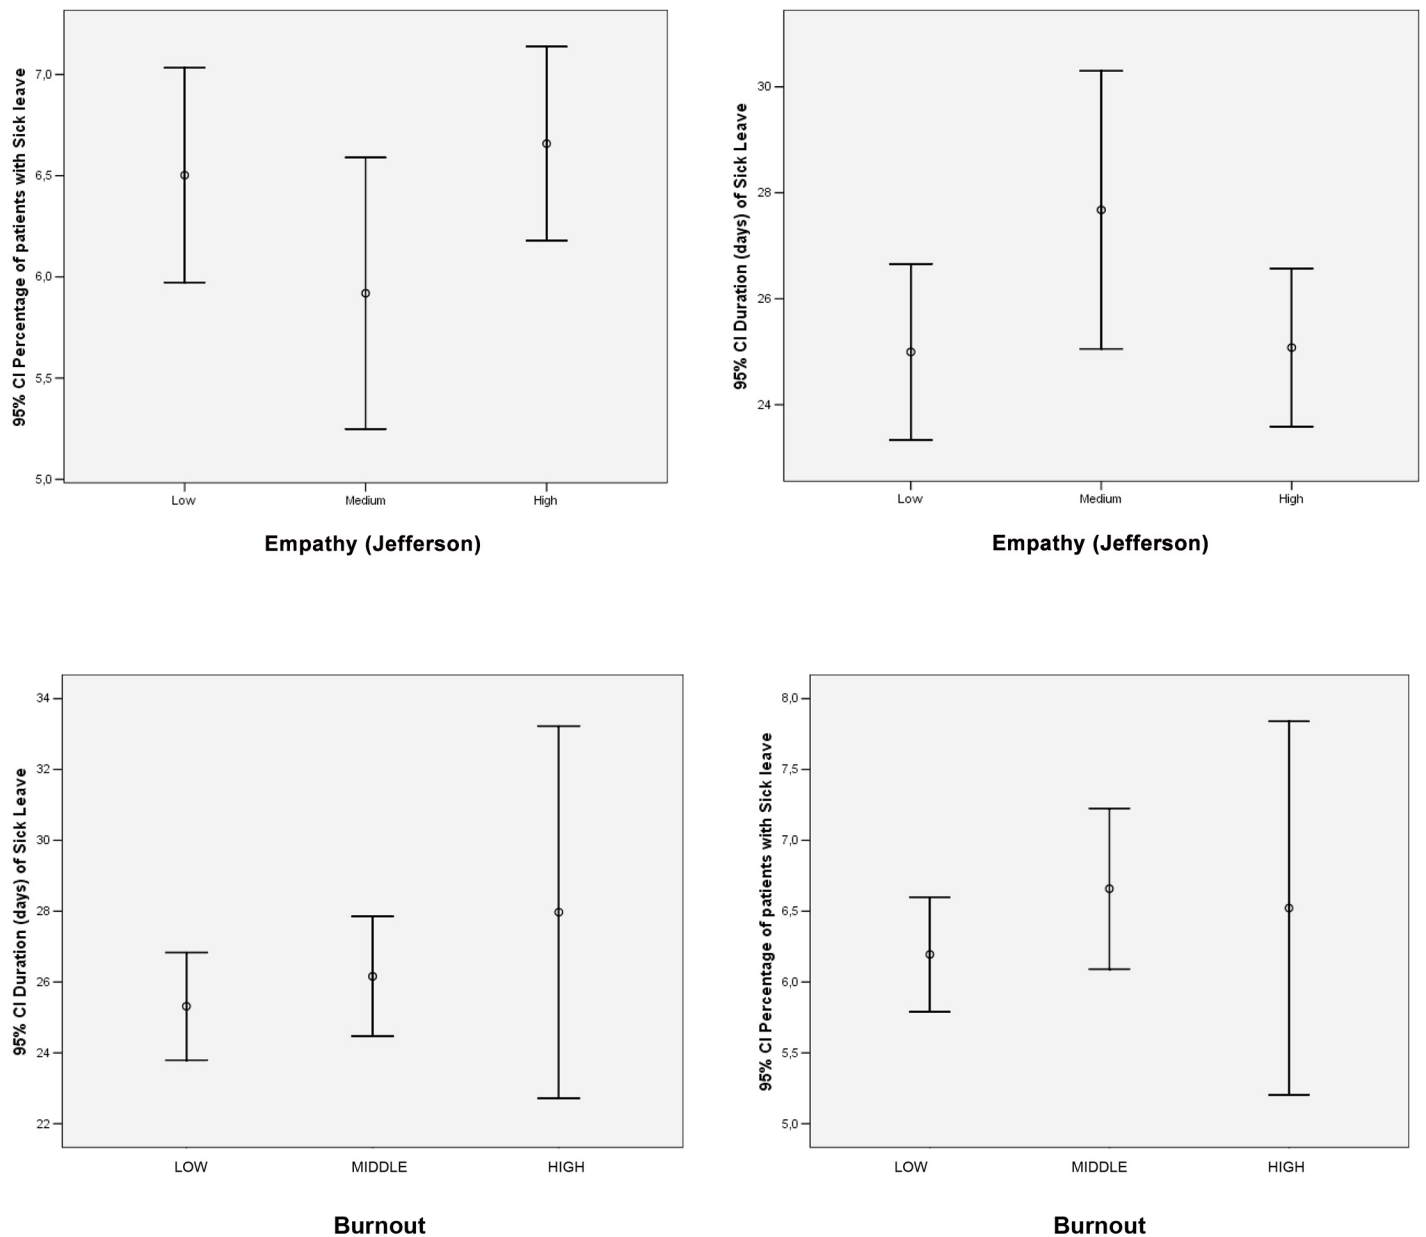 95% CI Percentage of patients with Sick leave
7,0
6,5
6,0
5,5
5,0
Low Medium High
Empathy (Jefferson)
95% CI Duration (days) of Sick Leave
30
28
26
24
Low Medium High
Empathy (Jefferson)
95% CI Duration (days) of Sick Leave
34
32
30
28
26
24
22
LOW MIDDLE HIGH
Burnout
95% CI Percentage of patients with Sick leave
8,0
7,5
7,0
6,5
6,0
5,5
5,0
LOW MIDDLE HIGH
Burnout